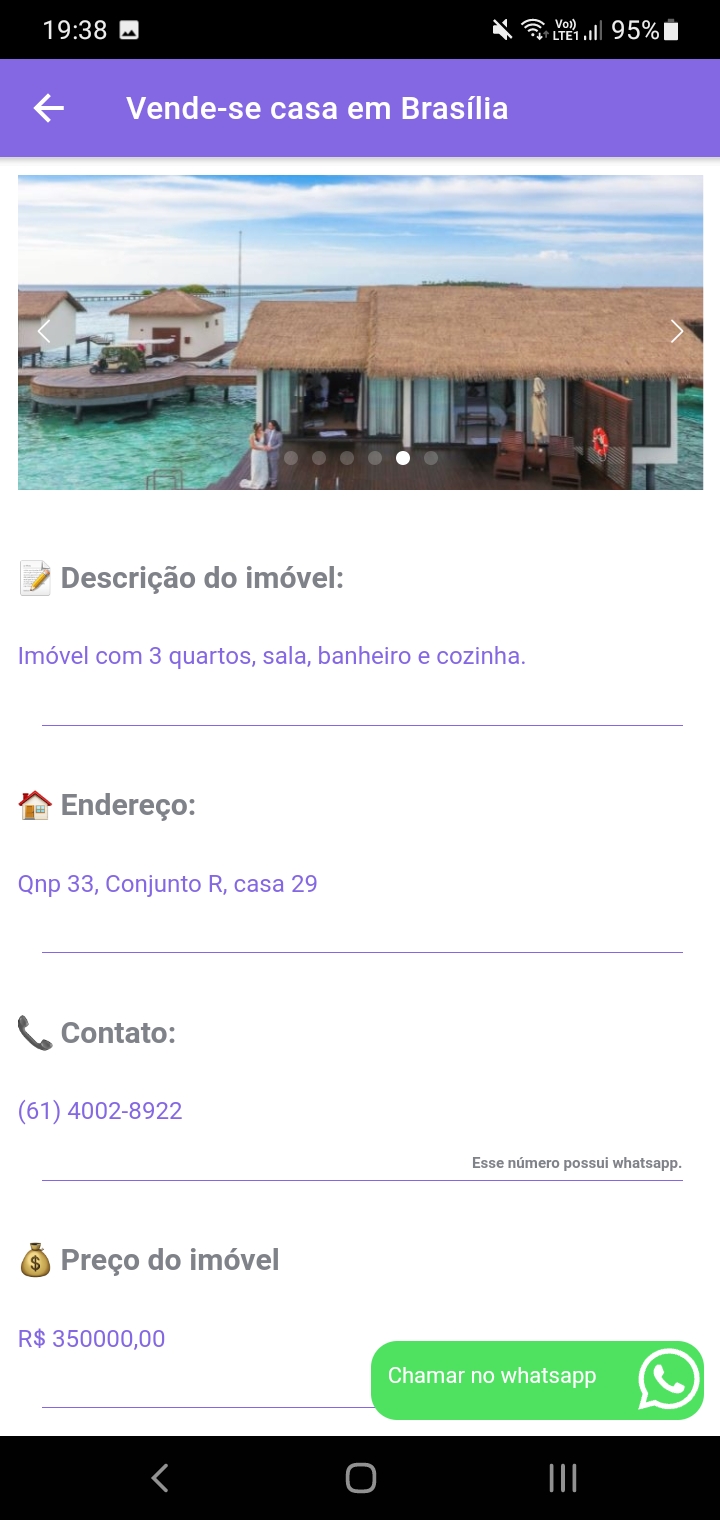 19:38
Vo))
LTE1
95%
Vende-se casa em Brasília
Descrição do imóvel:
Imóvel com 3 quartos, sala, banheiro e cozinha.
Endereço:
Qnp 33, Conjunto R, casa 29
Contato:
(61) 4002-8922
Esse número possui whatsapp.
Preço do imóvel
R$ 350000,00
Chamar no whatsapp